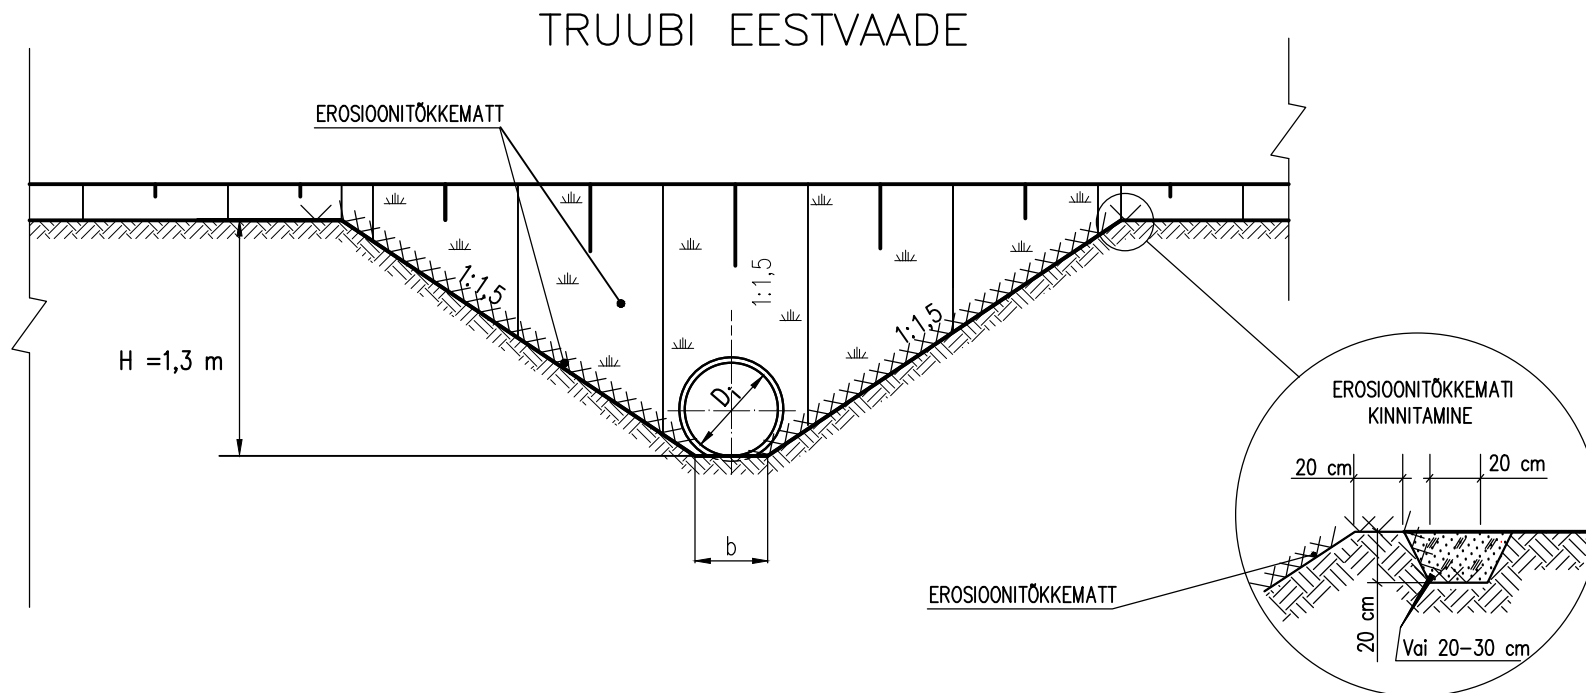 TRUUBI EESTVAADE
EROSIOONITÕKKEMATT
1:1,5
1:1,5
1:1,5
H =1,3 m
Di
b
EROSIOONITÕKKEMATI
KINNITAMINE
20 cm
20 cm
EROSIOONITÕKKEMATT
20 cm
Vai 20-30 cm